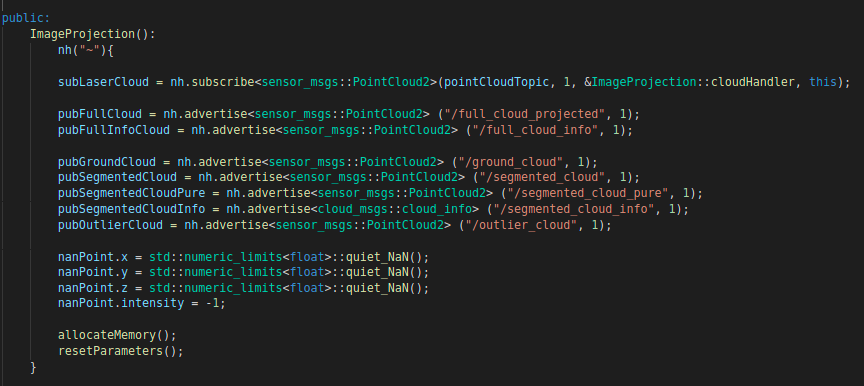 public:
ImageProjection():
nh("~"){
subLaserCloud = nh.subscribe<sensor_msgs::PointCloud2>(pointCloudTopic, 1, &ImageProjection::cloudHandler, this);
pubFullCloud = nh.advertise<sensor_msgs::PointCloud2> ("/full_cloud_projected", 1);
pubFullInfoCloud = nh.advertise<sensor_msgs::PointCloud2> ("/full_cloud_info", 1);
pubGroundCloud = nh.advertise<sensor_msgs::PointCloud2> ("/ground_cloud", 1);
pubSegmentedCloud = nh.advertise<sensor_msgs::PointCloud2> ("/segmented_cloud", 1);
pubSegmentedCloudPure = nh.advertise<sensor_msgs::PointCloud2> ("/segmented_cloud_pure", 1);
pubSegmentedCloudInfo = nh.advertise<cloud_msgs::cloud_info> ("/segmented_cloud_info", 1);
pubOutlierCloud = nh.advertise<sensor_msgs::PointCloud2> ("/outlier_cloud", 1);
nanPoint.x = std::numeric_limits<float>::quiet_NaN();
nanPoint.y = std::numeric_limits<float>::quiet_NaN();
nanPoint.z = std::numeric_limits<float>::quiet_NaN();
nanPoint.intensity = -1;
allocateMemory();
resetParameters();
}